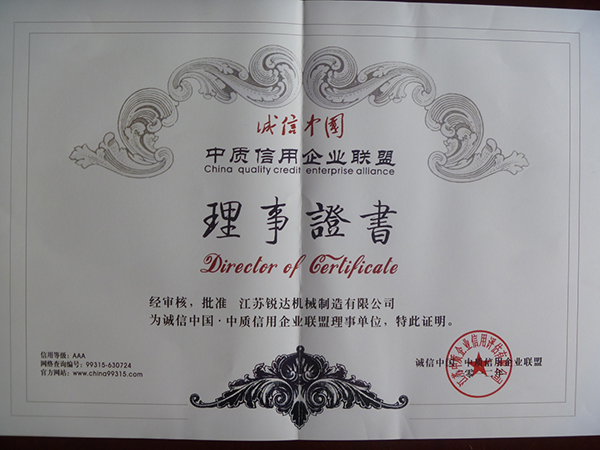 诚信中国
中质信用企业联盟
China quality credit enterprise alliance
理事證書
Director of Certificate
经审核，批准 江苏锐达机械制造有限公司
为诚信中国·中质信用企业联盟理事单位，特此证明。
信用等级：AAA
网络查询编号：99315-630724
官方网站：www.china99315.com
诚信中国·中质信用企业联盟
年